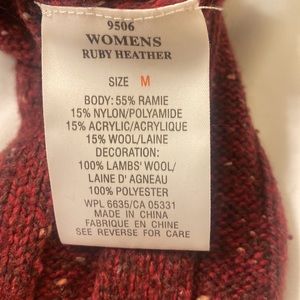 9506
WOMENS
RUBY HEATHER
SIZE M
BODY: 55% RAMIE
15% NYLON/POLYAMIDE
15% ACRYLIC/ACRYLIQUE
15% WOOL/LAINE
DECORATION:
100% LAMBS' WOOL/
LAINE D'AGNEAU
100% POLYESTER
WPL 6635/CA 05331
MADE IN CHINA
FABRIQUE EN CHINE
SEE REVERSE FOR CARE